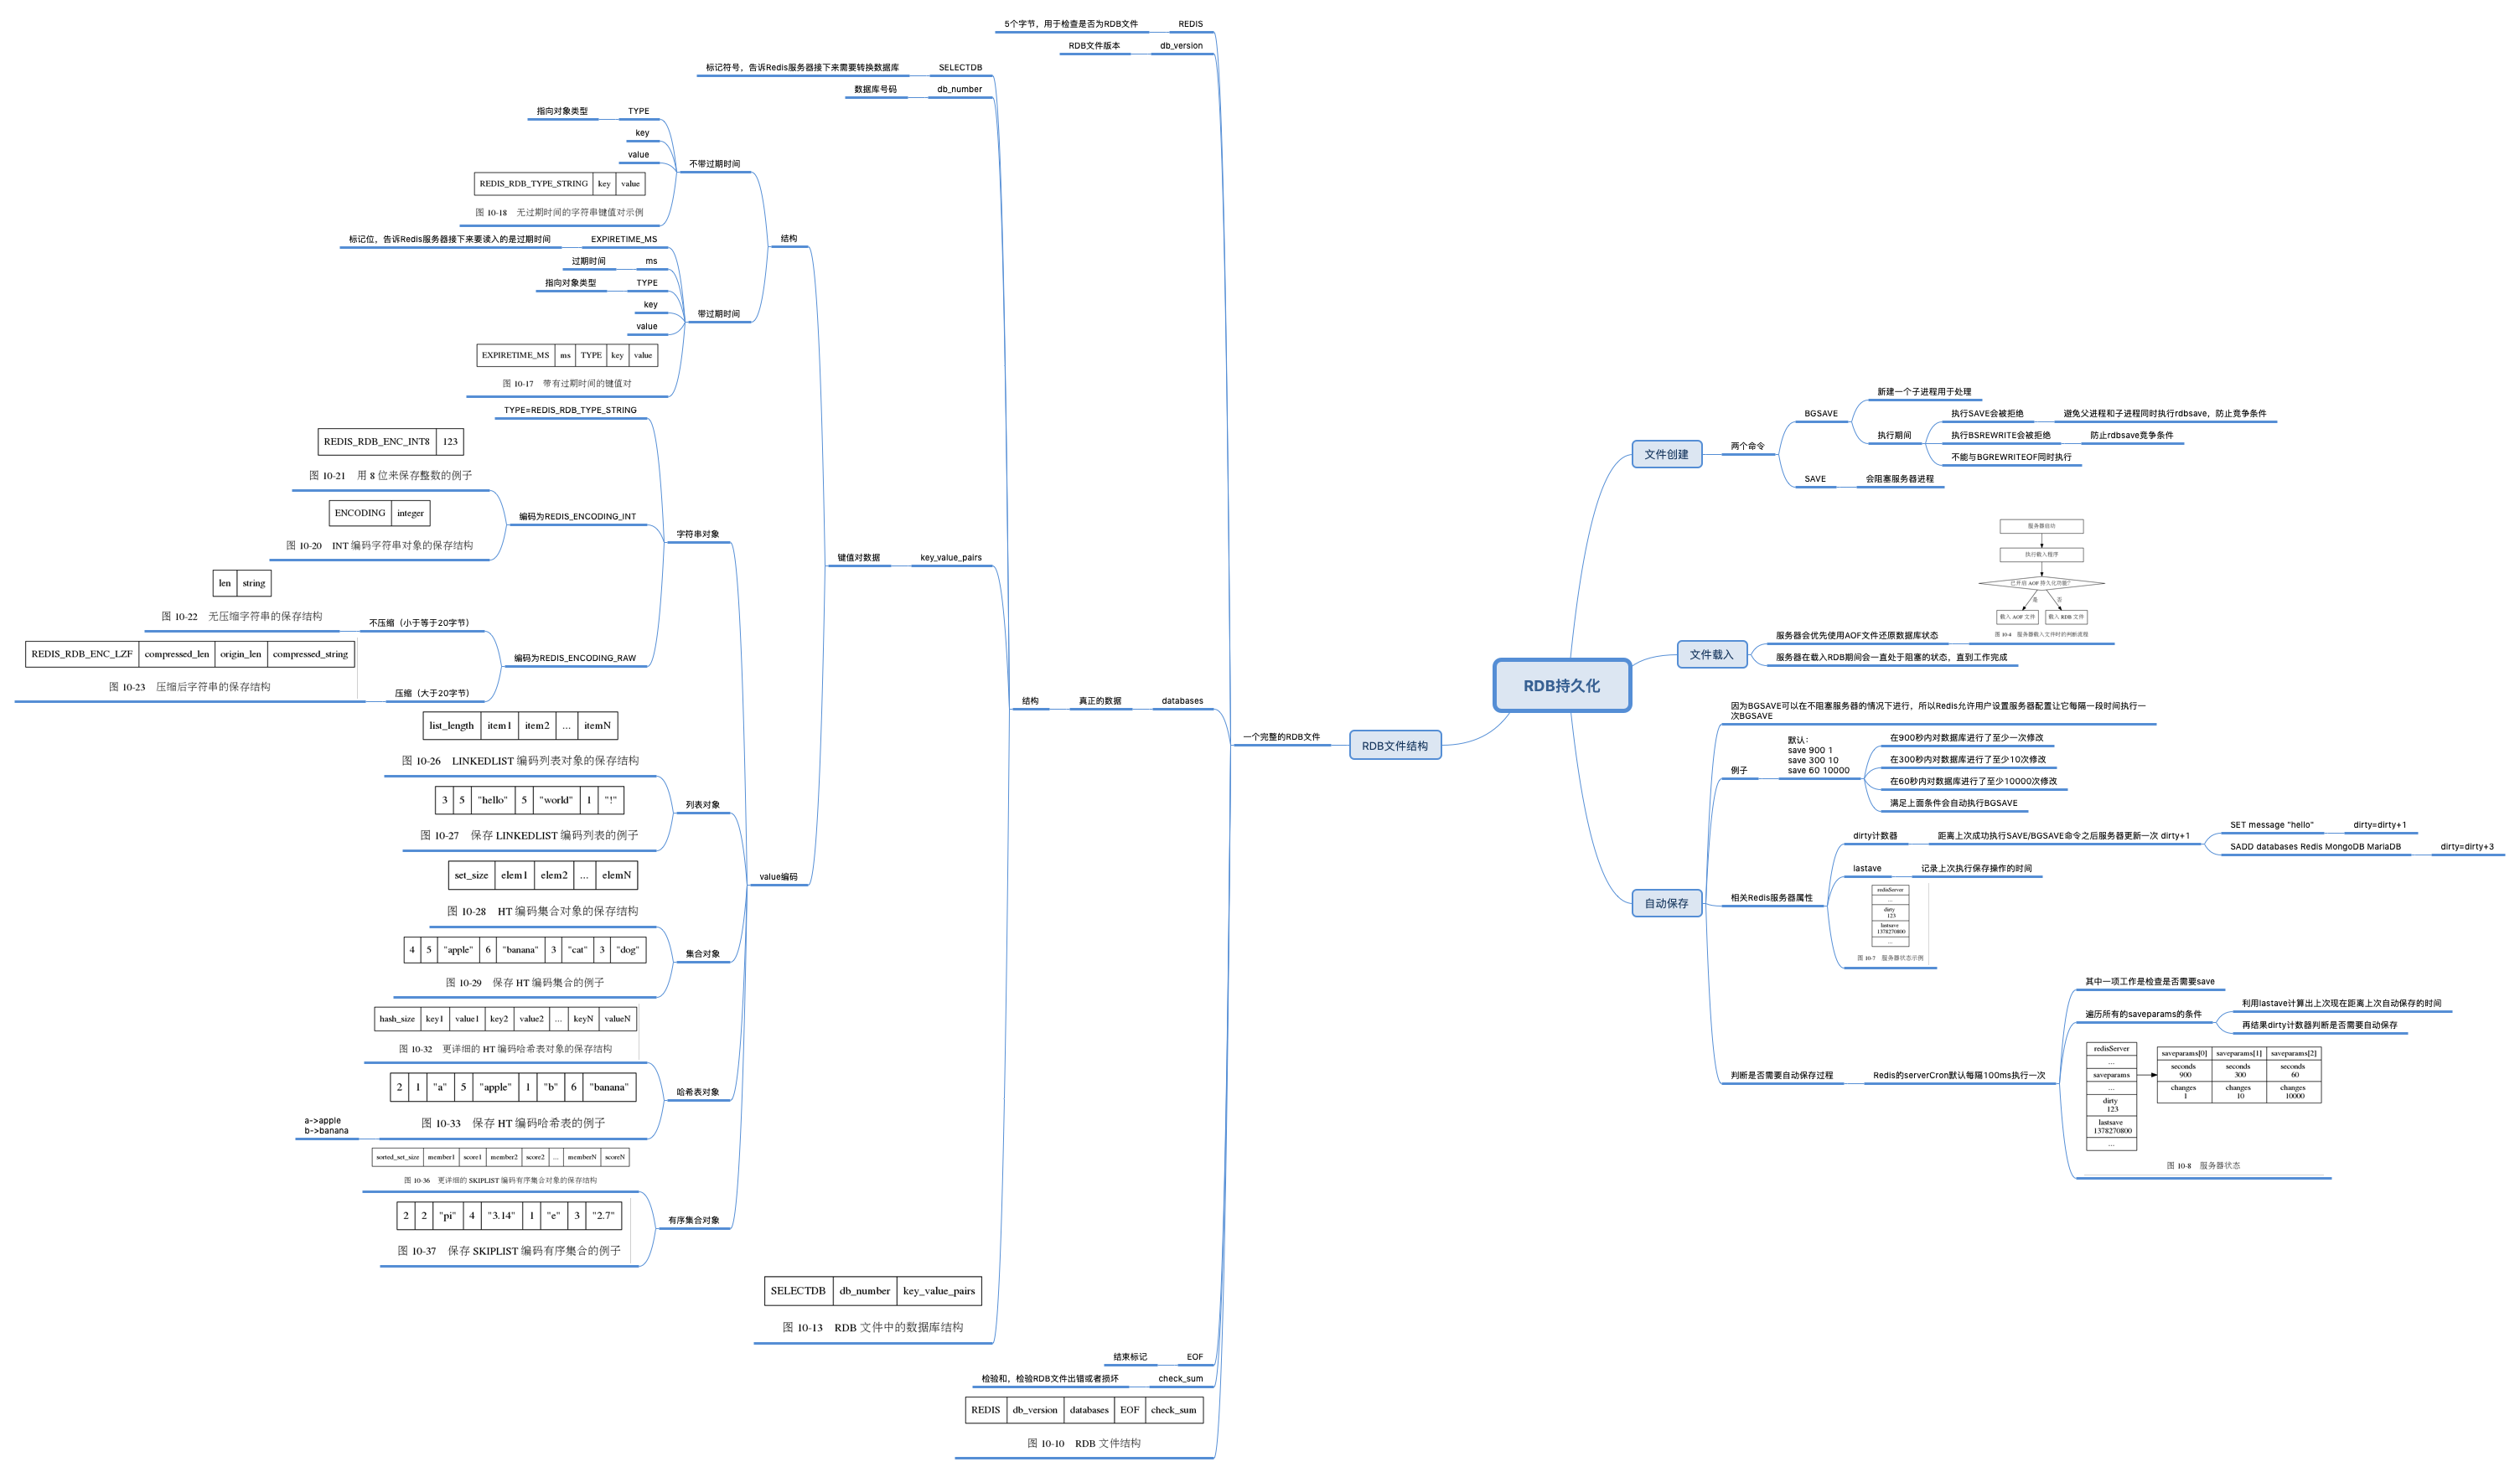 RDB持久化
文件创建
两个命令
BGSAVE
新建一个子进程用于处理
执行期间
执行SAVE会被拒绝
避免父进程和子进程同时执行rdbsave，防止竞争条件
执行BSREWRITE会被拒绝
防止rdbsave竞争条件
不能与BGREWRITEOF同时执行
SAVE
会阻塞服务器进程
文件载入
服务器会优先使用AOF文件还原数据库状态
服务器启动
执行载入程序
已开启 AOF 持久化功能?
是
否
载入 AOF 文件
载入 RDB 文件
图 10-4 服务器载入文件时的判断流程
服务器在载入RDB期间会一直处于阻塞的状态，直到工作完成
自动保存
因为BGSAVE可以在不阻塞服务器的情况下进行，所以Redis允许用户设置服务器配置让它每隔一段时间执行一
次BGSAVE
例子
默认：
save 900 1
save 300 10
save 60 10000
在900秒内对数据库进行了至少一次修改
在300秒内对数据库进行了至少10次修改
在60秒内对数据库进行了至少10000次修改
满足上面条件会自动执行BGSAVE
相关Redis服务器属性
dirty计数器
距离上次成功执行SAVE/BGSAVE命令之后服务器更新一次 dirty+1
SET message "hello"
dirty=dirty+1
SADD databases Redis MongoDB MariaDB
dirty=dirty+3
lastave
记录上次执行保存操作的时间
redisServer
...
dirty
123
lastsave
1378270800
...
图 10-7 服务器状态示例
判断是否需要自动保存过程
Redis的serverCron默认每隔100ms执行一次
其中一项工作是检查是否需要save
遍历所有的saveparams的条件
利用lastave计算出上次现在距离上次自动保存的时间
再结果dirty计数器判断是否需要自动保存
redisServer
...
saveparams
...
dirty
123
lastsave
1378270800
...
saveparams[0] saveparams[1] saveparams[2]
seconds seconds seconds
900 300 60
changes changes changes
1 10 10000
图 10-8 服务器状态
RDB文件结构
一个完整的RDB文件
REDIS
5个字节，用于检查是否为RDB文件
db_version
RDB文件版本
databases
真正的数据
结构
SELECTDB
标记符号，告诉Redis服务器接下来需要转换数据库
db_number
数据库号码
key_value_pairs
键值对数据
结构
不带过期时间
TYPE
指向对象类型
key
value
REDIS_RDB_TYPE_STRING key value
图 10-18 无过期时间的字符串键值对示例
带过期时间
EXPIRETIME_MS
标记位，告诉Redis服务器接下来要读入的是过期时间
ms
过期时间
TYPE
指向对象类型
key
value
EXPIRETIME_MS ms TYPE key value
图 10-17 带有过期时间的键值对
value编码
字符串对象
TYPE=REDIS_RDB_TYPE_STRING
编码为REDIS_ENCODING_INT
REDIS_RDB_ENC_INT8 123
图 10-21 用 8 位来保存整数的例子
ENCODING integer
图 10-20 INT 编码字符串对象的保存结构
编码为REDIS_ENCODING_RAW
不压缩（小于等于20字节）
len string
图 10-22 无压缩字符串的保存结构
压缩（大于20字节）
REDIS_RDB_ENC_LZF compressed_len origin_len compressed_string
图 10-23 压缩后字符串的保存结构
列表对象
list_length item1 item2 ... itemN
图 10-26 LINKEDLIST 编码列表对象的保存结构
3 5 "hello" 5 "world" 1 "!"
图 10-27 保存 LINKEDLIST 编码列表的例子
集合对象
set_size elem1 elem2 ... elemN
图 10-28 HT 编码集合对象的保存结构
4 5 "apple" 6 "banana" 3 "cat" 3 "dog"
图 10-29 保存 HT 编码集合的例子
哈希表对象
hash_size key1 value1 key2 value2 ... keyN valueN
图 10-32 更详细的 HT 编码哈希表对象的保存结构
2 1 "a" 5 "apple" 1 "b" 6 "banana"
图 10-33 保存 HT 编码哈希表的例子
a->apple
b->banana
有序集合对象
sorted_set_size member1 score1 member2 score2 ... memberN scoreN
图 10-36 更详细的 SKIPLIST 编码有序集合对象的保存结构
2 2 "pi" 4 "3.14" 1 "e" 3 "2.7"
图 10-37 保存 SKIPLIST 编码有序集合的例子
SELECTDB db_number key_value_pairs
图 10-13 RDB 文件中的数据库结构
EOF
结束标记
check_sum
检验和，检验RDB文件出错或者损坏
REDIS db_version databases EOF check_sum
图 10-10 RDB 文件结构